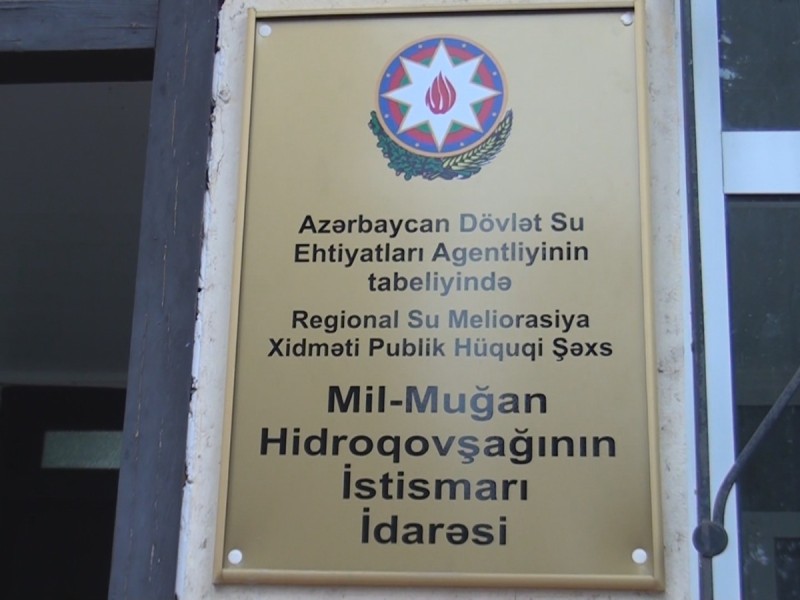 Azərbaycan Dövlət Su
Ehtiyatları Agentliyinin
tabeliyində
Regional Su Meliorasiya
Xidməti Publik Hüquqi Şəxs
Mil-Muğan
Hidroqovşağının
İstismarı
İdarəsi